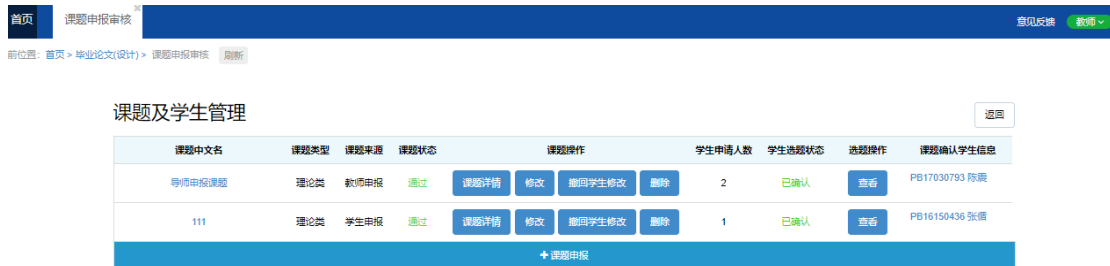 首页 课题申报审核 意见反馈 教师
前位置：首页 > 毕业论文(设计) > 课题申报审核 刷新
课题及学生管理 返回
课题中文名 课题类型 课题来源 课题状态 课题操作 学生申请人数 学生选题状态 选题操作 课题确认学生信息
导师申报课题 理论类 教师申报 通过 课题详情 修改 撤回学生修改 删除 2 已确认 查看 PB17030793 陈震
111 理论类 学生申报 通过 课题详情 修改 撤回学生修改 删除 1 已确认 查看 PB16150436 张倩
+课题申报